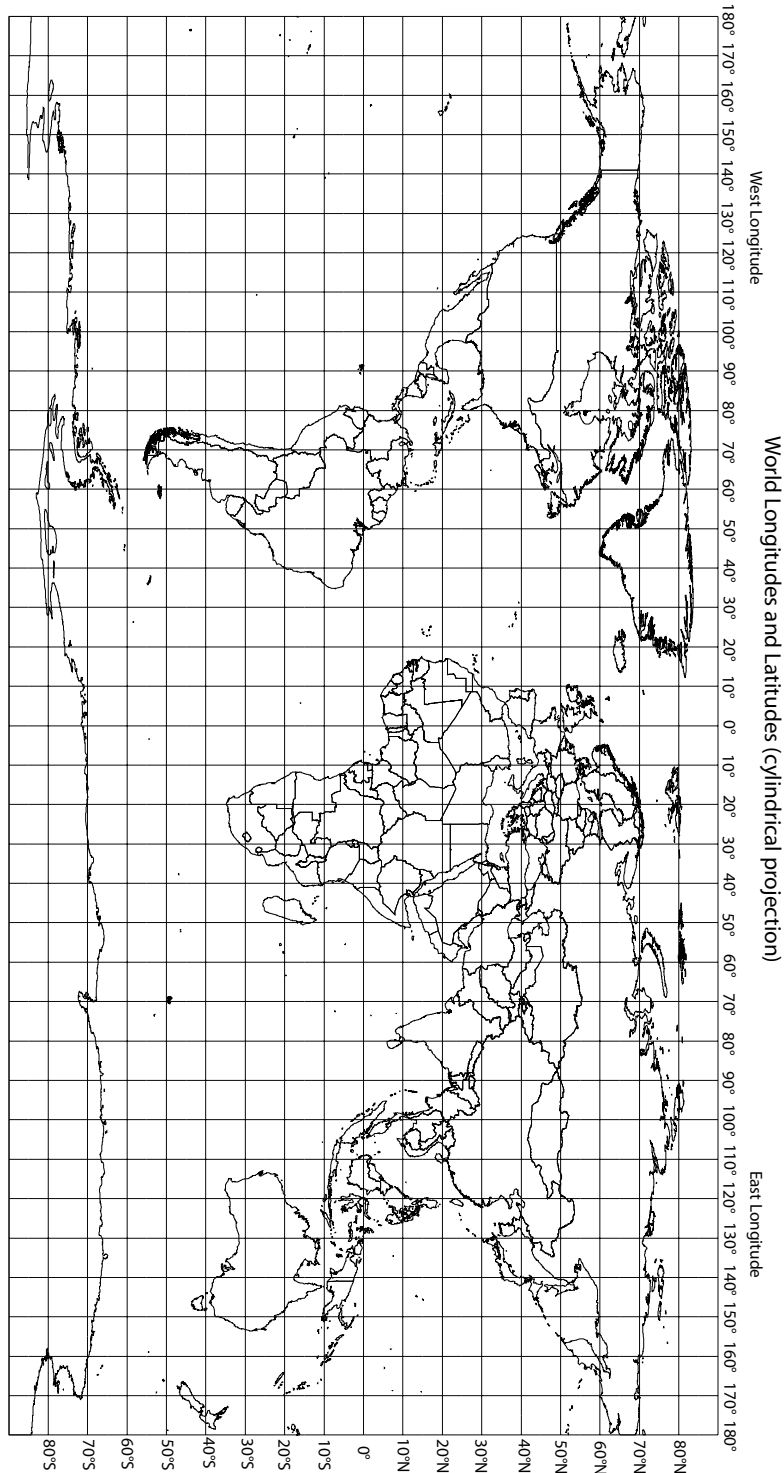 World Longitudes and Latitudes (cylindrical projection)
West Longitude
East Longitude
180° 170° 160° 150° 140° 130° 120° 110° 100° 90° 80° 70° 60° 50° 40° 30° 20° 10° 0° 10° 20° 30° 40° 50° 60° 70° 80° 90° 100° 110° 120° 130° 140° 150° 160° 170° 180°
80°N
70°N
60°N
50°N
40°N
30°N
20°N
10°N
0°
10°S
20°S
30°S
40°S
50°S
60°S
70°S
80°S